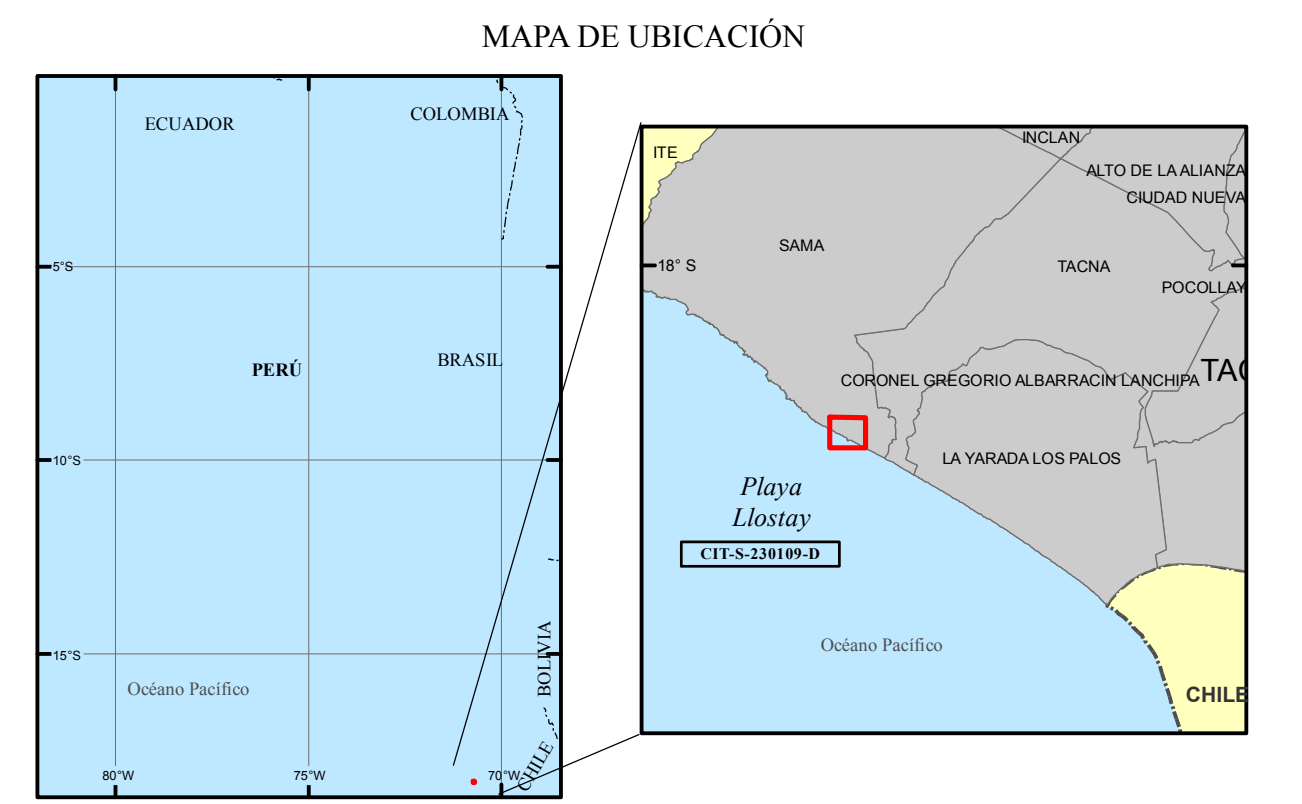 MAPA DE UBICACIÓN
ECUADOR
COLOMBIA
5°S
PERÚ
BRASIL
10°S
15°S
BOLIVIA
Océano Pacífico
CHILE
80°W
75°W
70°W
ITE
INCLAN
ALTO DE LA ALIANZA
CIUDAD NUEVA
SAMA
18° S
TACNA
POCOLLAY
TAC
CORONEL GREGORIO ALBARRACIN LANCHIPA
LA YARADA LOS PALOS
Playa
Llostay
CIT-S-230109-D
Océano Pacífico
CHILE